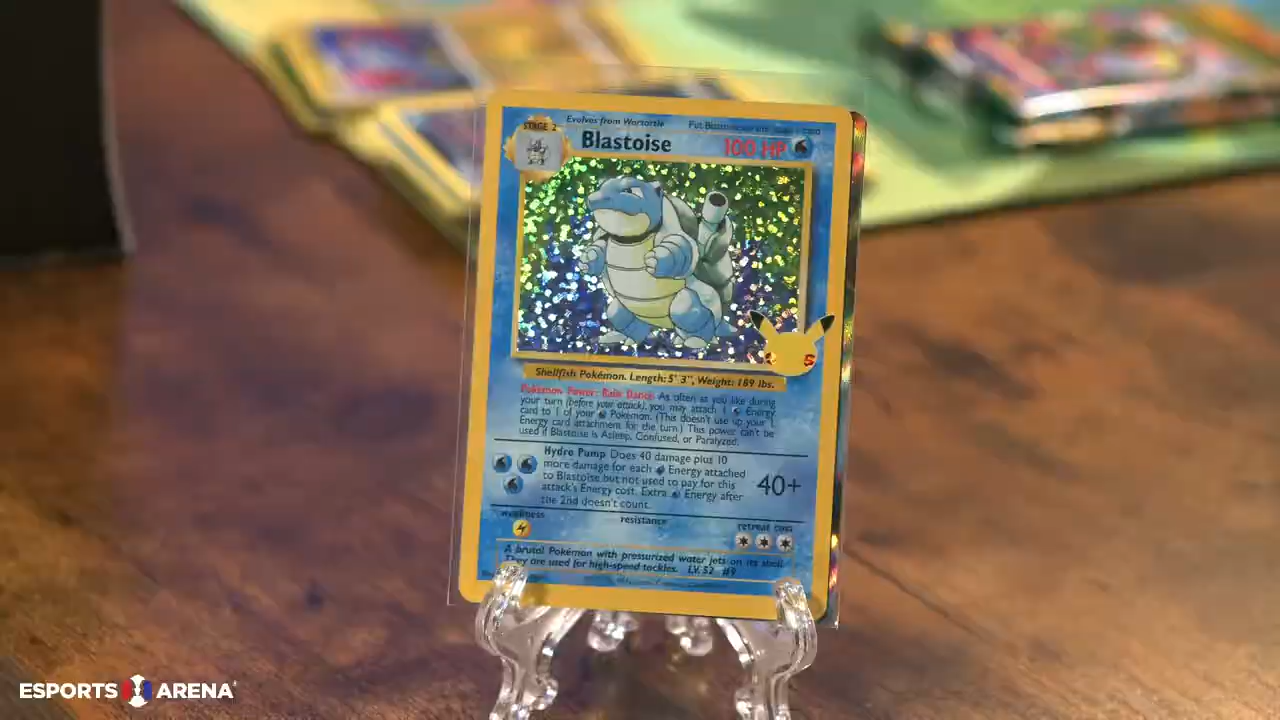 STAGE 2
Evolves from Wartortle
Blastoise
100 HP
Shellfish Pokémon. Length: 5' 3", Weight: 189 lbs.
Pokémon Power: Rain Dance As often as you like during
your turn (before your attack), you may attach 1 Energy
card to 1 of your Pokémon. (This doesn't use up your 1
Energy card attachment for the turn.) This power can't be
used if Blastoise is Asleep, Confused, or Paralyzed.
Hydro Pump Does 40 damage plus 10
more damage for each Energy attached
to Blastoise but not used to pay for this
attack's Energy cost. Extra Energy after
the 2nd doesn't count.
40+
weakness
resistance
retreat cost
A brutal Pokémon with pressurized water jets on its shell.
They are used for high-speed tackles. LV. 52 #9
ESPORTS ARENA